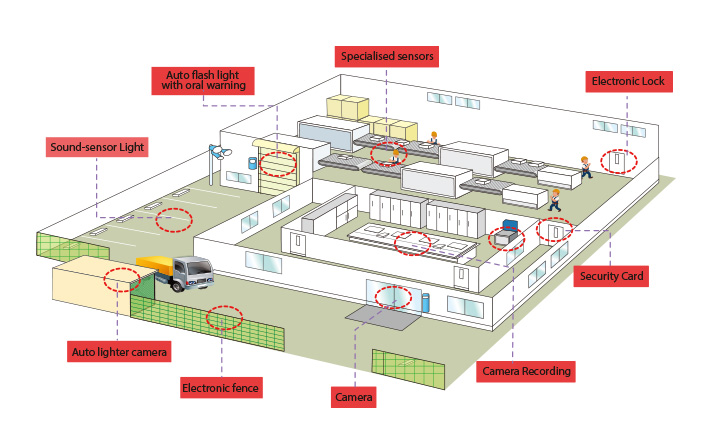 Specialised sensors
Auto flash light
with oral warning
Electronic Lock
Sound-sensor Light
Security Card
Auto lighter camera
Camera Recording
Electronic fence
Camera